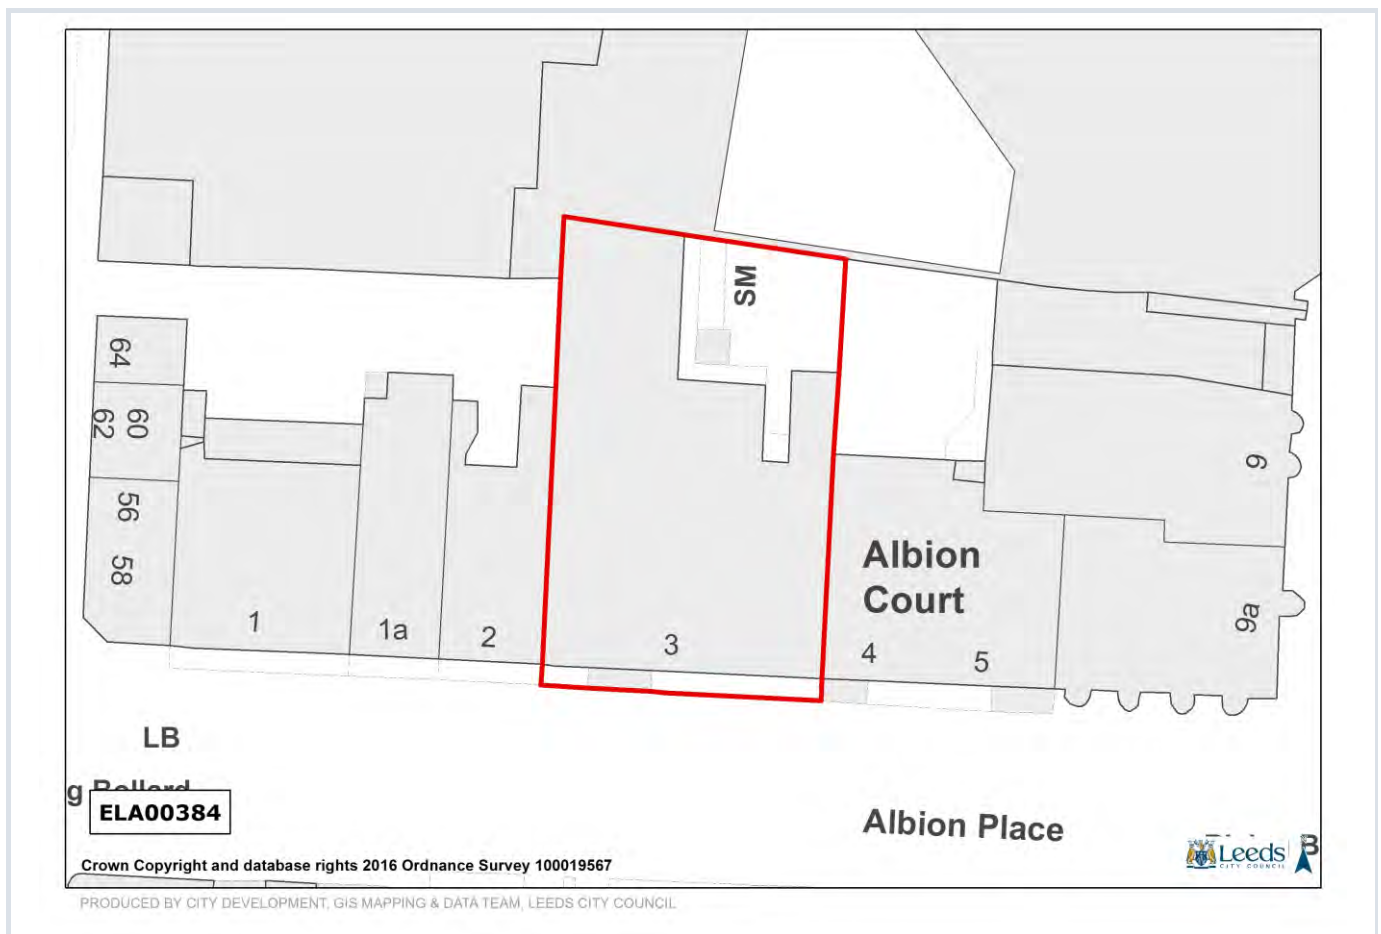 SM
64
60
62
56
58
1
1a
2
3
4
5
6
9a
Albion
Court
LB
g Bollard
ELA00384
Albion Place
Crown Copyright and database rights 2016 Ordnance Survey 100019567
Leeds
CITY COUNCIL
B
PRODUCED BY CITY DEVELOPMENT, GIS MAPPING & DATA TEAM, LEEDS CITY COUNCIL